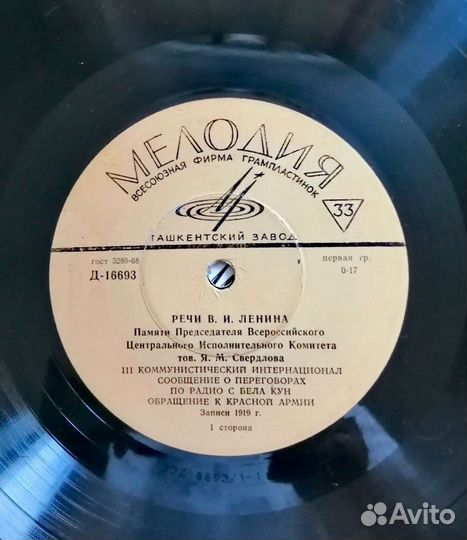 МЕЛОДИЯ
ВСЕСОЮЗНАЯ ФИРМА ГРАМПЛАСТИНОК
33
ТАШКЕНТСКИЙ ЗАВОД
гост 5289-68
первая гр.
Д-16693
0-17
РЕЧИ В. И. ЛЕНИНА
Памяти Председателя Всероссийского
Центрального Исполнительного Комитета
тов. Я. М. Свердлова
III КОММУНИСТИЧЕСКИЙ ИНТЕРНАЦИОНАЛ
СООБЩЕНИЕ О ПЕРЕГОВОРАХ
ПО РАДИО С БЕЛА КУН
ОБРАЩЕНИЕ К КРАСНОЙ АРМИИ
Записи 1919 г.
1 сторона
Avito